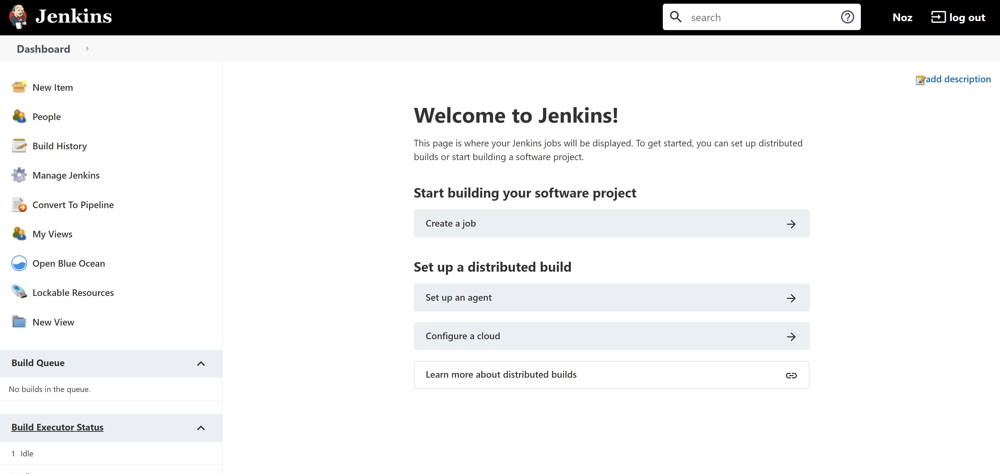 Jenkins
search
Noz
log out
Dashboard
New Item
People
Build History
Manage Jenkins
Convert To Pipeline
My Views
Open Blue Ocean
Lockable Resources
New View
Build Queue
No builds in the queue.
Build Executor Status
1 Idle
add description
Welcome to Jenkins!
This page is where your Jenkins jobs will be displayed. To get started, you can set up distributed
builds or start building a software project.
Start building your software project
Create a job
Set up a distributed build
Set up an agent
Configure a cloud
Learn more about distributed builds